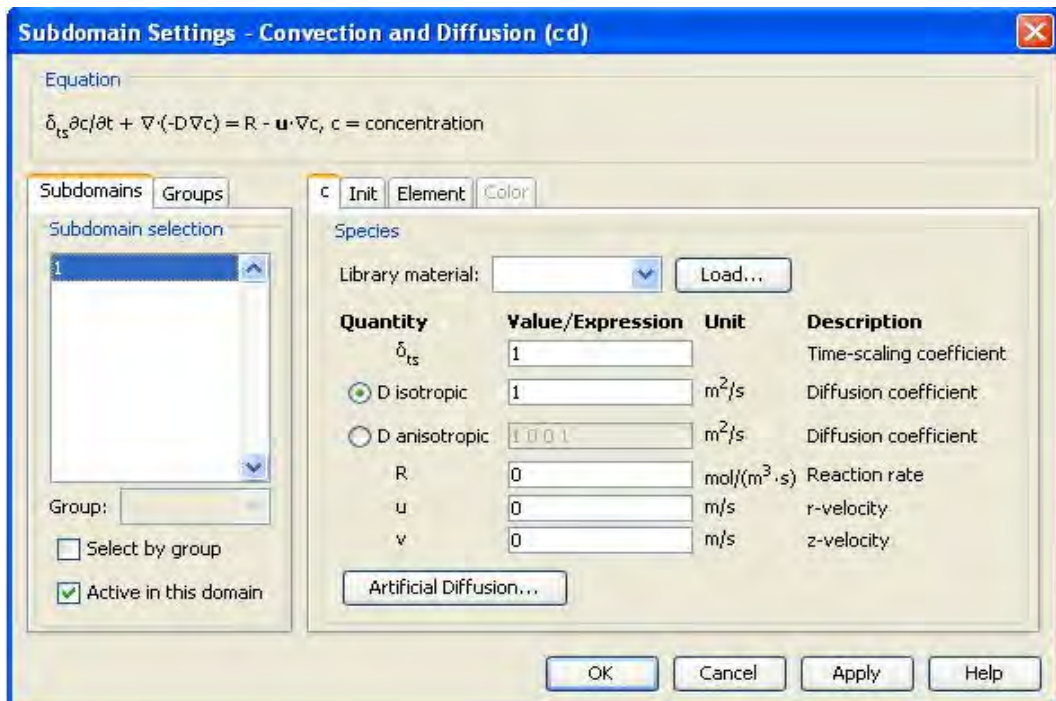 Subdomain Settings - Convection and Diffusion (cd)
Equation
δts∂c/∂t + ∇·(-D∇c) = R - u·∇c, c = concentration
Subdomains Groups
Subdomain selection
1
Group:
Select by group
Active in this domain
c Init Element Color
Species
Library material: Load...
Quantity Value/Expression Unit Description
δts 1 Time-scaling coefficient
D isotropic 1 m²/s Diffusion coefficient
D anisotropic 1 0 0 1 m²/s Diffusion coefficient
R 0 mol/(m³·s) Reaction rate
u 0 m/s r-velocity
v 0 m/s z-velocity
Artificial Diffusion...
OK Cancel Apply Help